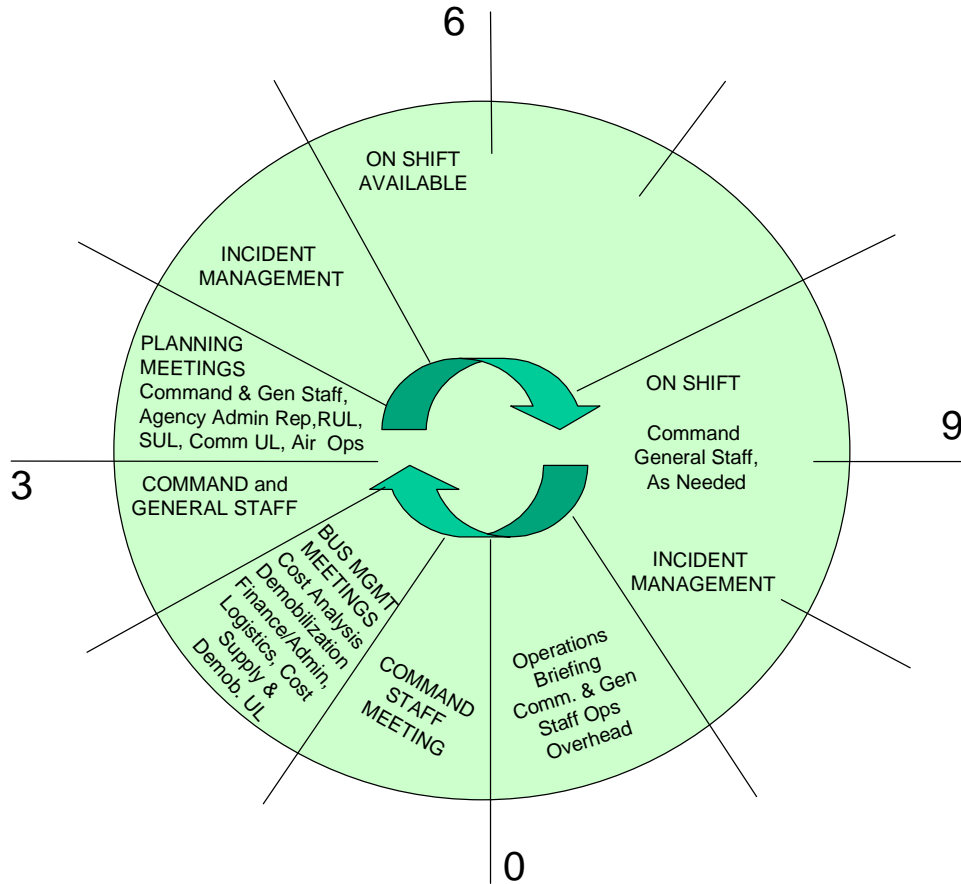 6
ON SHIFT
AVAILABLE
INCIDENT
MANAGEMENT
PLANNING
MEETINGS
Command & Gen Staff,
Agency Admin Rep,RUL,
SUL, Comm UL, Air Ops
ON SHIFT
Command
General Staff,
As Needed
9
3
COMMAND and
GENERAL STAFF
BUS MGMT
MEETINGS
Cost Analysis
Demobilization
Finance/Admin,
Logistics, Cost
Supply &
Demob. UL
COMMAND
STAFF
MEETING
Operations
Briefing
Comm. & Gen
Staff Ops
Overhead
INCIDENT
MANAGEMENT
0